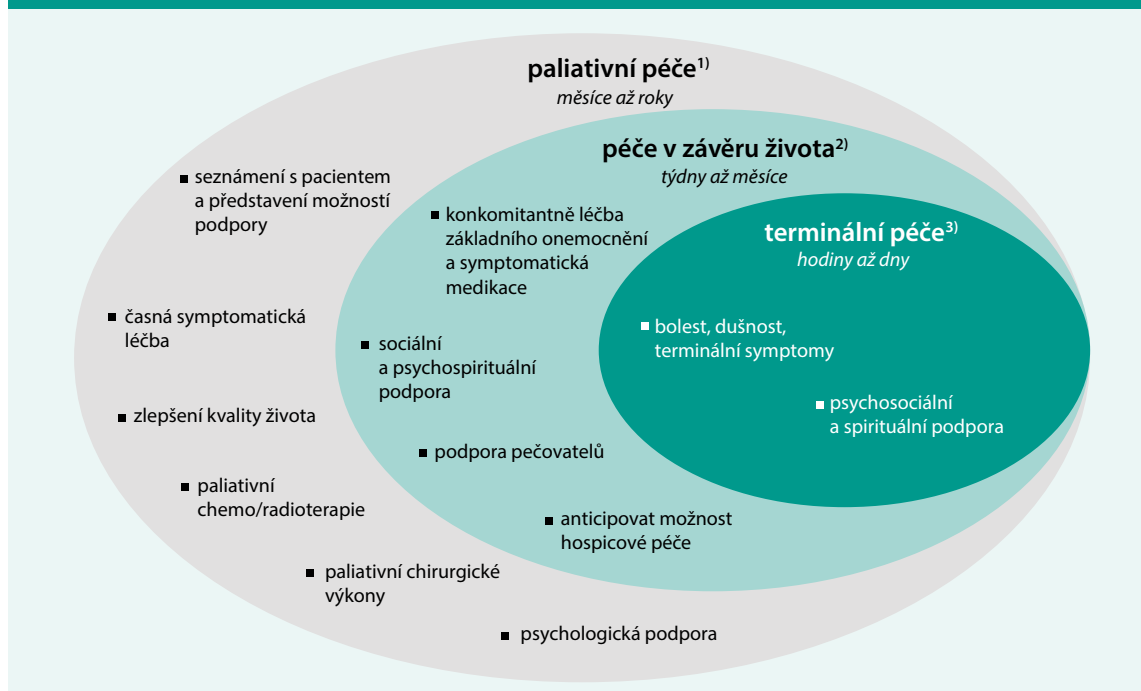 paliativní péče1)
měsíce až roky
péče v závěru života2)
týdny až měsíce
terminální péče3)
hodiny až dny
■ seznámení s pacientem
a představení možností
podpory
■ časná symptomatická
léčba
■ zlepšení kvality života
■ paliativní
chemo/radioterapie
■ paliativní chirurgické
výkony
■ psychologická podpora
■ konkomitantně léčba
základního onemocnění
a symptomatická
medikace
■ sociální
a psychospirituální
podpora
■ podpora pečovatelů
■ anticipovat možnost
hospicové péče
■ bolest, dušnost,
terminální symptomy
■ psychosociální
a spirituální podpora